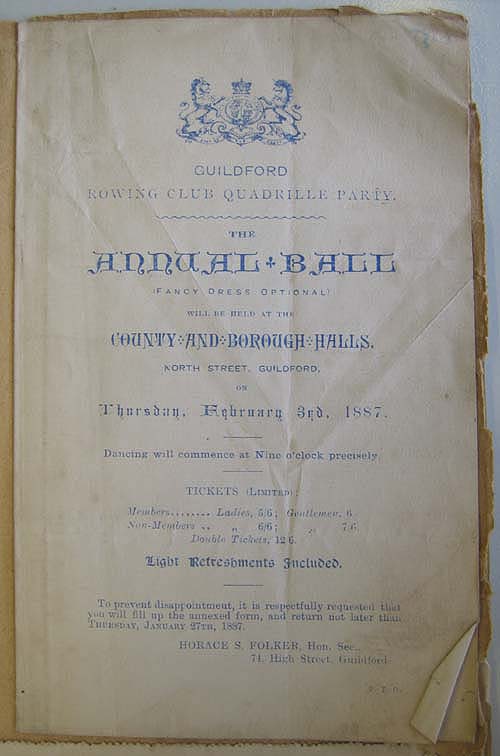 GUILDFORD
ROWING CLUB QUADRILLE PARTY.
THE
ANNUAL BALL
(FANCY DRESS OPTIONAL)
WILL BE HELD AT THE
COUNTY AND BOROUGH HALLS,
NORTH STREET, GUILDFORD,
ON
Thursday, February 3rd, 1887.
Dancing will commence at Nine o'clock precisely.
TICKETS (LIMITED):
Members........ Ladies, 5/6; Gentlemen, 6/-
Non-Members .. „ 6/6; „ 7/6
Double Tickets, 12/6.
Light Refreshments Included.
To prevent disappointment, it is respectfully requested that
you will fill up the annexed form, and return not later than
THURSDAY, JANUARY 27TH, 1887.
HORACE S. FOLKER, Hon. Sec.,
74, High Street, Guildford.
P. T. O.